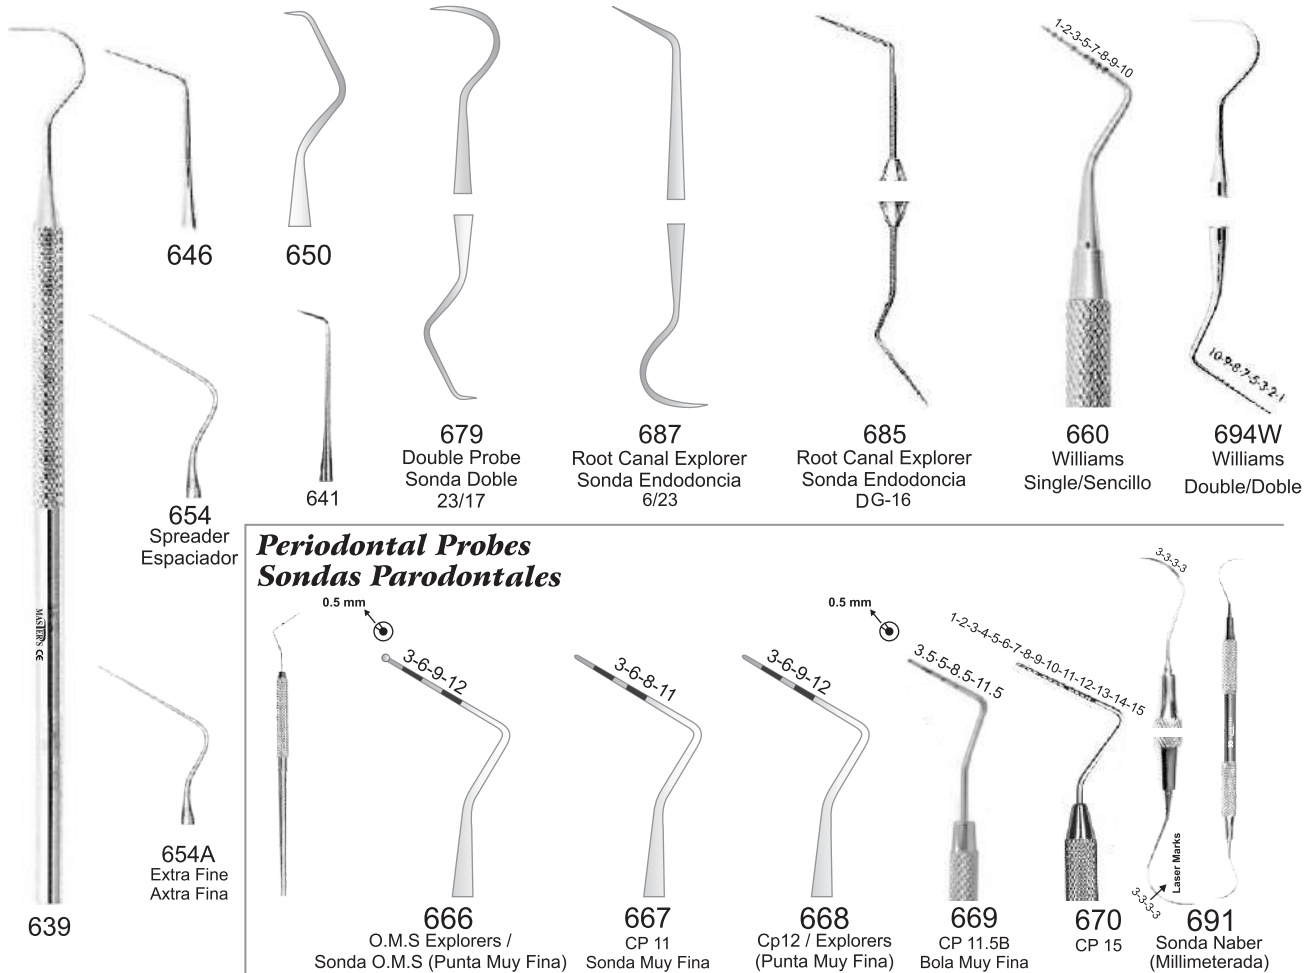 646
650
1-2-3-5-7-8-9-10
10-9-8-7-5-3-2-1
654
Spreader
Espaciador
641
679
Double Probe
Sonda Doble
23/17
687
Root Canal Explorer
Sonda Endodoncia
6/23
685
Root Canal Explorer
Sonda Endodoncia
DG-16
660
Williams
Single/Sencillo
694W
Williams
Double/Doble
MASTER'S CE
654A
Extra Fine
Axtra Fina
639
Periodontal Probes
Sondas Parodontales
0.5 mm
3-6-9-12
666
O.M.S Explorers /
Sonda O.M.S (Punta Muy Fina)
3-6-8-11
667
CP 11
Sonda Muy Fina
3-6-9-12
668
Cp12 / Explorers
(Punta Muy Fina)
0.5 mm
3.5-5-8.5-11.5
669
CP 11.5B
Bola Muy Fina
1-2-3-4-5-6-7-8-9-10-11-12-13-14-15
670
CP 15
3-3-3-3
Laser Marks
3-3-3-3
691
Sonda Naber
(Millimeterada)